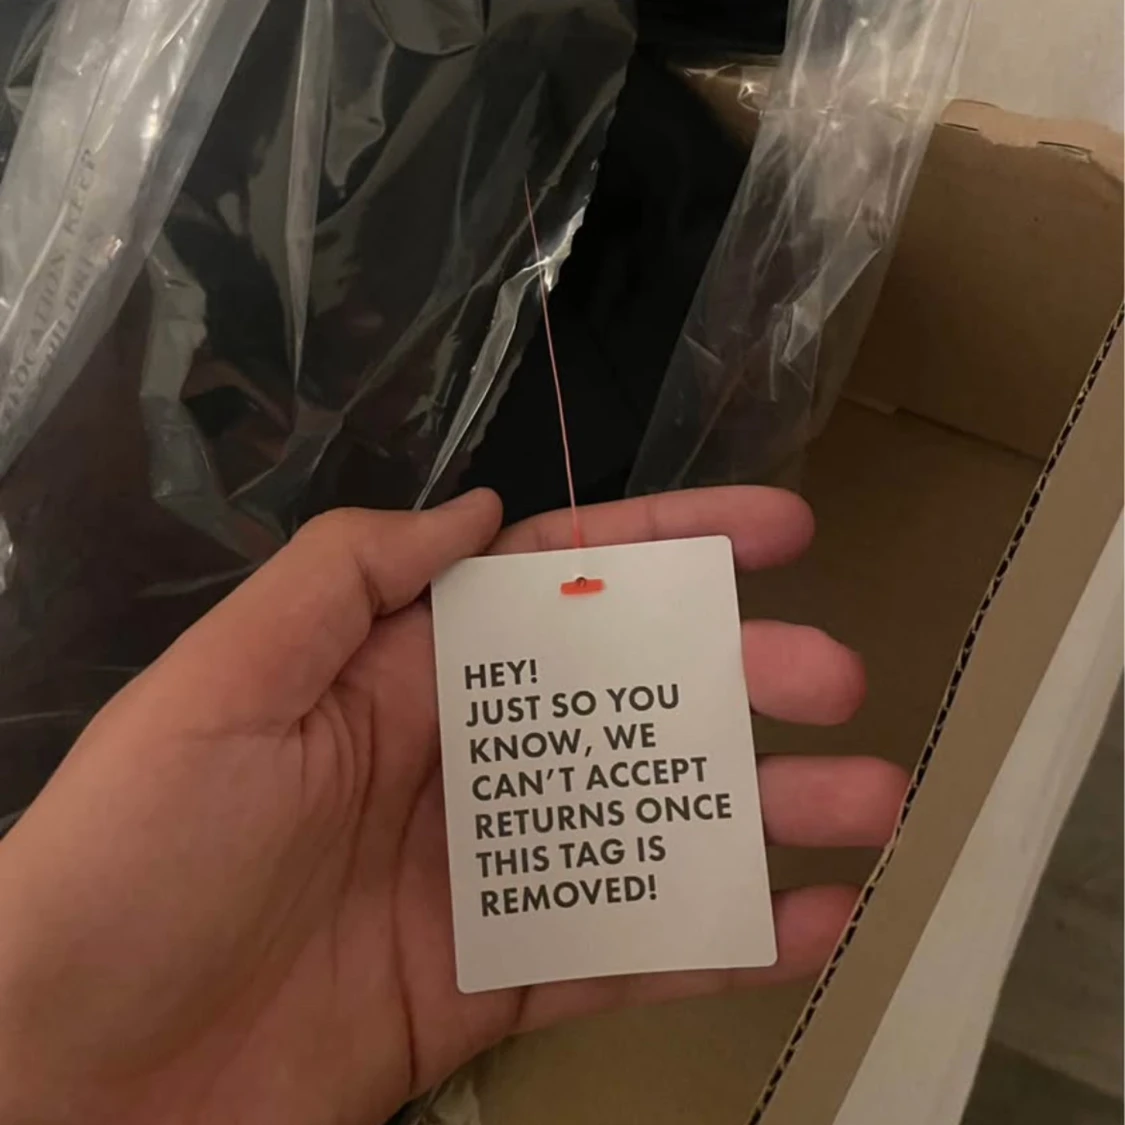 HEY!
JUST SO YOU
KNOW, WE
CAN'T ACCEPT
RETURNS ONCE
THIS TAG IS
REMOVED!